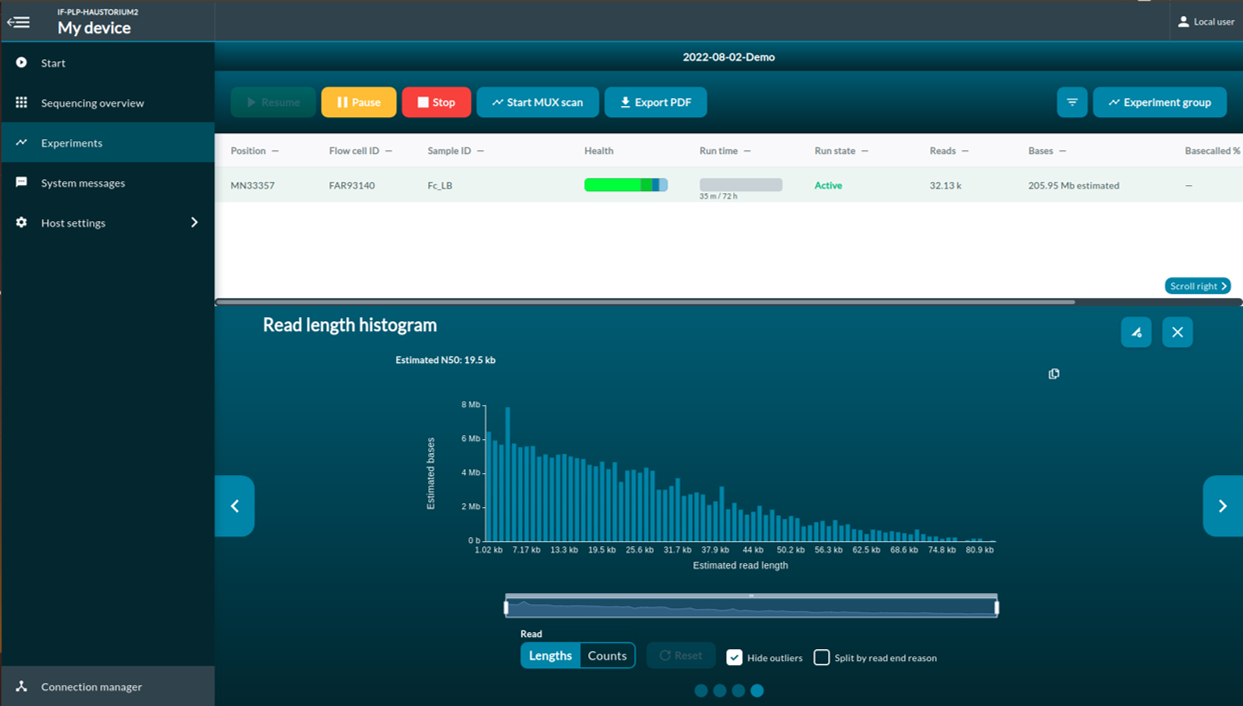 IF-PLP-HAUSTORIUM2
My device
Local user
Start
Sequencing overview
Experiments
System messages
Host settings
Connection manager
2022-08-02-Demo
Resume Pause Stop Start MUX scan Export PDF Experiment group
Position — Flow cell ID — Sample ID — Health Run time — Run state — Reads — Bases — Basecalled %
MN33357 FAR93140 Fc_LB Active 32.13 k 205.95 Mb estimated —
35 m / 72 h
Scroll right
Read length histogram
Estimated N50: 19.5 kb
8 Mb
6 Mb
4 Mb
2 Mb
0 b
Estimated bases
1.02 kb 7.17 kb 13.3 kb 19.5 kb 25.6 kb 31.7 kb 37.9 kb 44 kb 50.2 kb 56.3 kb 62.5 kb 68.6 kb 74.8 kb 80.9 kb
Estimated read length
Read
Lengths Counts Reset Hide outliers Split by read end reason